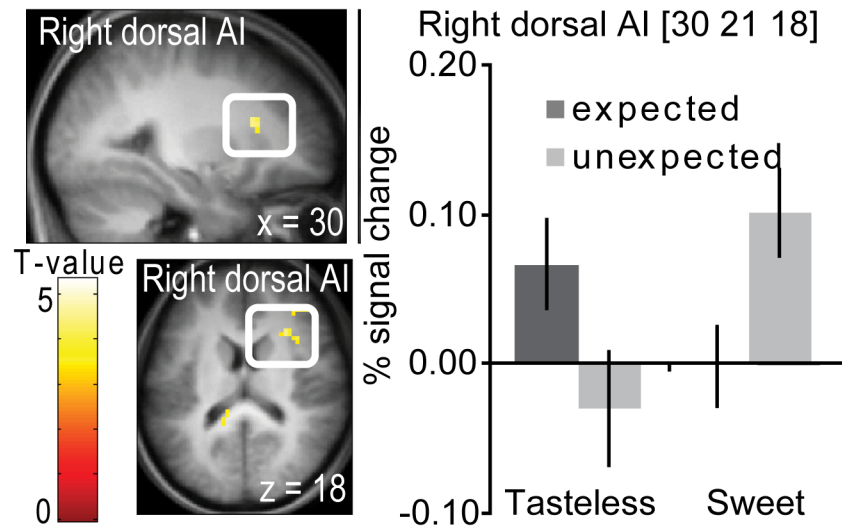 Right dorsal AI
x = 30
T-value
5
0
Right dorsal AI
z = 18
Right dorsal AI [30 21 18]
% signal change
0.20
0.10
0.00
-0.10
expected
unexpected
Tasteless
Sweet